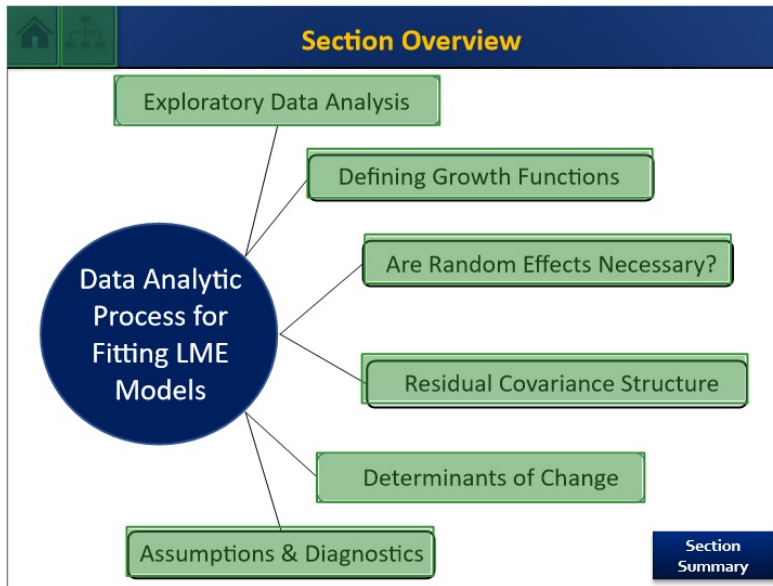 Section Overview
Exploratory Data Analysis
Defining Growth Functions
Are Random Effects Necessary?
Data Analytic
Process for
Fitting LME
Models
Residual Covariance Structure
Determinants of Change
Assumptions & Diagnostics
Section
Summary